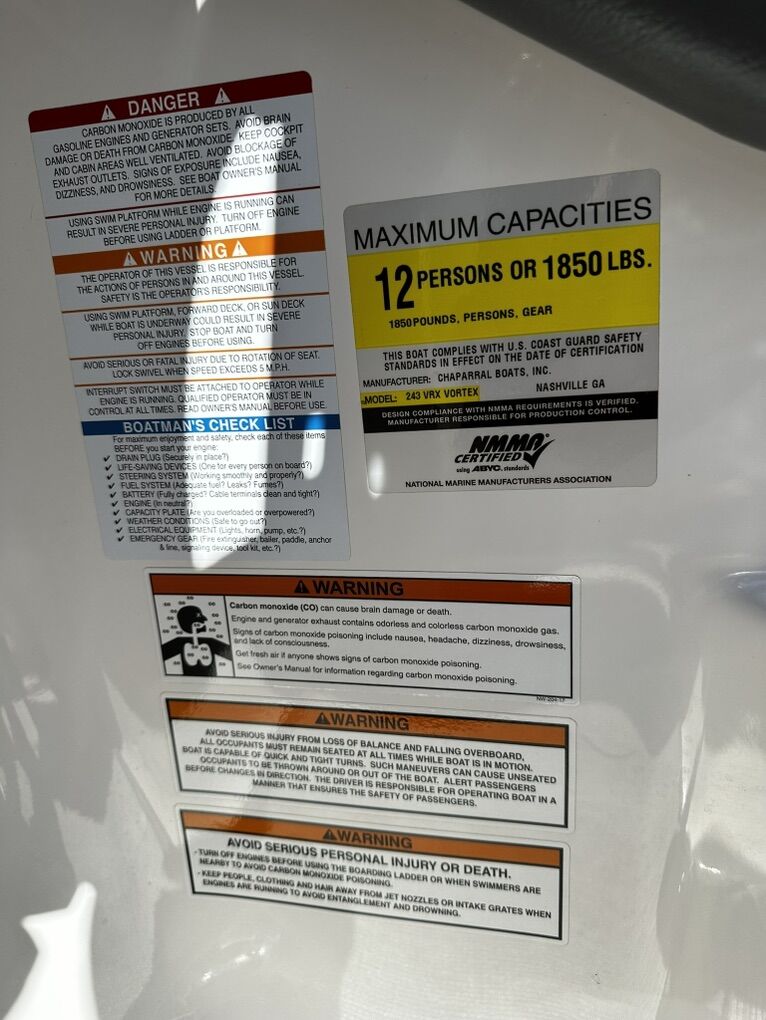 DANGER
CARBON MONOXIDE IS PRODUCED BY ALL
GASOLINE ENGINES AND GENERATOR SETS. AVOID BRAIN
DAMAGE OR DEATH FROM CARBON MONOXIDE. KEEP COCKPIT
AND CABIN AREAS WELL VENTILATED. AVOID BLOCKAGE OF
EXHAUST OUTLETS. SIGNS OF EXPOSURE INCLUDE NAUSEA,
DIZZINESS, AND DROWSINESS. SEE BOAT OWNER'S MANUAL
FOR MORE DETAILS.
USING SWIM PLATFORM WHILE ENGINE IS RUNNING CAN
RESULT IN SEVERE PERSONAL INJURY. TURN OFF ENGINE
BEFORE USING LADDER OR PLATFORM.
WARNING
THE OPERATOR OF THIS VESSEL IS RESPONSIBLE FOR
THE ACTIONS OF PERSONS IN AND AROUND THIS VESSEL.
SAFETY IS THE OPERATOR'S RESPONSIBILITY.
USING SWIM PLATFORM, FORWARD DECK, OR SUN DECK
WHILE BOAT IS UNDERWAY COULD RESULT IN SEVERE
PERSONAL INJURY. STOP BOAT AND TURN
OFF ENGINES BEFORE USING.
AVOID SERIOUS OR FATAL INJURY DUE TO ROTATION OF SEAT.
LOCK SWIVEL WHEN SPEED EXCEEDS 5 M.P.H.
INTERRUPT SWITCH MUST BE ATTACHED TO OPERATOR WHILE
ENGINE IS RUNNING. QUALIFIED OPERATOR MUST BE IN
CONTROL AT ALL TIMES. READ OWNER'S MANUAL BEFORE USE.
BOATMAN'S CHECK LIST
For maximum enjoyment and safety, check each of these items
BEFORE you start your engine:
✔ DRAIN PLUG (Securely in place?)
✔ LIFE-SAVING DEVICES (One for every person on board?)
✔ STEERING SYSTEM (Working smoothly and properly?)
✔ FUEL SYSTEM (Adequate fuel? Leaks? Fumes?)
✔ BATTERY (Fully charged? Cable terminals clean and tight?)
✔ ENGINE (In neutral?)
✔ CAPACITY PLATE (Are you overloaded or overpowered?)
✔ WEATHER CONDITIONS (Safe to go out?)
✔ ELECTRICAL EQUIPMENT (Lights, horn, pump, etc.?)
✔ EMERGENCY GEAR (Fire extinguisher, bailer, paddle, anchor
& line, signaling device, tool kit, etc.?)
MAXIMUM CAPACITIES
12 PERSONS OR 1850 LBS.
1850 POUNDS, PERSONS, GEAR
THIS BOAT COMPLIES WITH U.S. COAST GUARD SAFETY
STANDARDS IN EFFECT ON THE DATE OF CERTIFICATION
MANUFACTURER: CHAPARRAL BOATS, INC.
NASHVILLE GA
MODEL: 243 VRX VORTEX
DESIGN COMPLIANCE WITH NMMA REQUIREMENTS IS VERIFIED.
MANUFACTURER RESPONSIBLE FOR PRODUCTION CONTROL.
NMMA
CERTIFIED
using ABYC. standards
NATIONAL MARINE MANUFACTURERS ASSOCIATION
WARNING
Carbon monoxide (CO) can cause brain damage or death.
Engine and generator exhaust contains odorless and colorless carbon monoxide gas.
Signs of carbon monoxide poisoning include nausea, headache, dizziness, drowsiness,
and lack of consciousness.
Get fresh air if anyone shows signs of carbon monoxide poisoning.
See Owner's Manual for information regarding carbon monoxide poisoning.
WARNING
AVOID SERIOUS INJURY FROM LOSS OF BALANCE AND FALLING OVERBOARD,
ALL OCCUPANTS MUST REMAIN SEATED AT ALL TIMES WHILE BOAT IS IN MOTION.
BOAT IS CAPABLE OF QUICK AND TIGHT TURNS. SUCH MANEUVERS CAN CAUSE UNSEATED
OCCUPANTS TO BE THROWN AROUND OR OUT OF THE BOAT. ALERT PASSENGERS
BEFORE CHANGES IN DIRECTION. THE DRIVER IS RESPONSIBLE FOR OPERATING BOAT IN A
MANNER THAT ENSURES THE SAFETY OF PASSENGERS.
WARNING
AVOID SERIOUS PERSONAL INJURY OR DEATH.
- TURN OFF ENGINES BEFORE USING THE BOARDING LADDER OR WHEN SWIMMERS ARE
NEARBY TO AVOID CARBON MONOXIDE POISONING.
- KEEP PEOPLE, CLOTHING AND HAIR AWAY FROM JET NOZZLES OR INTAKE GRATES WHEN
ENGINES ARE RUNNING TO AVOID ENTANGLEMENT AND DROWNING.